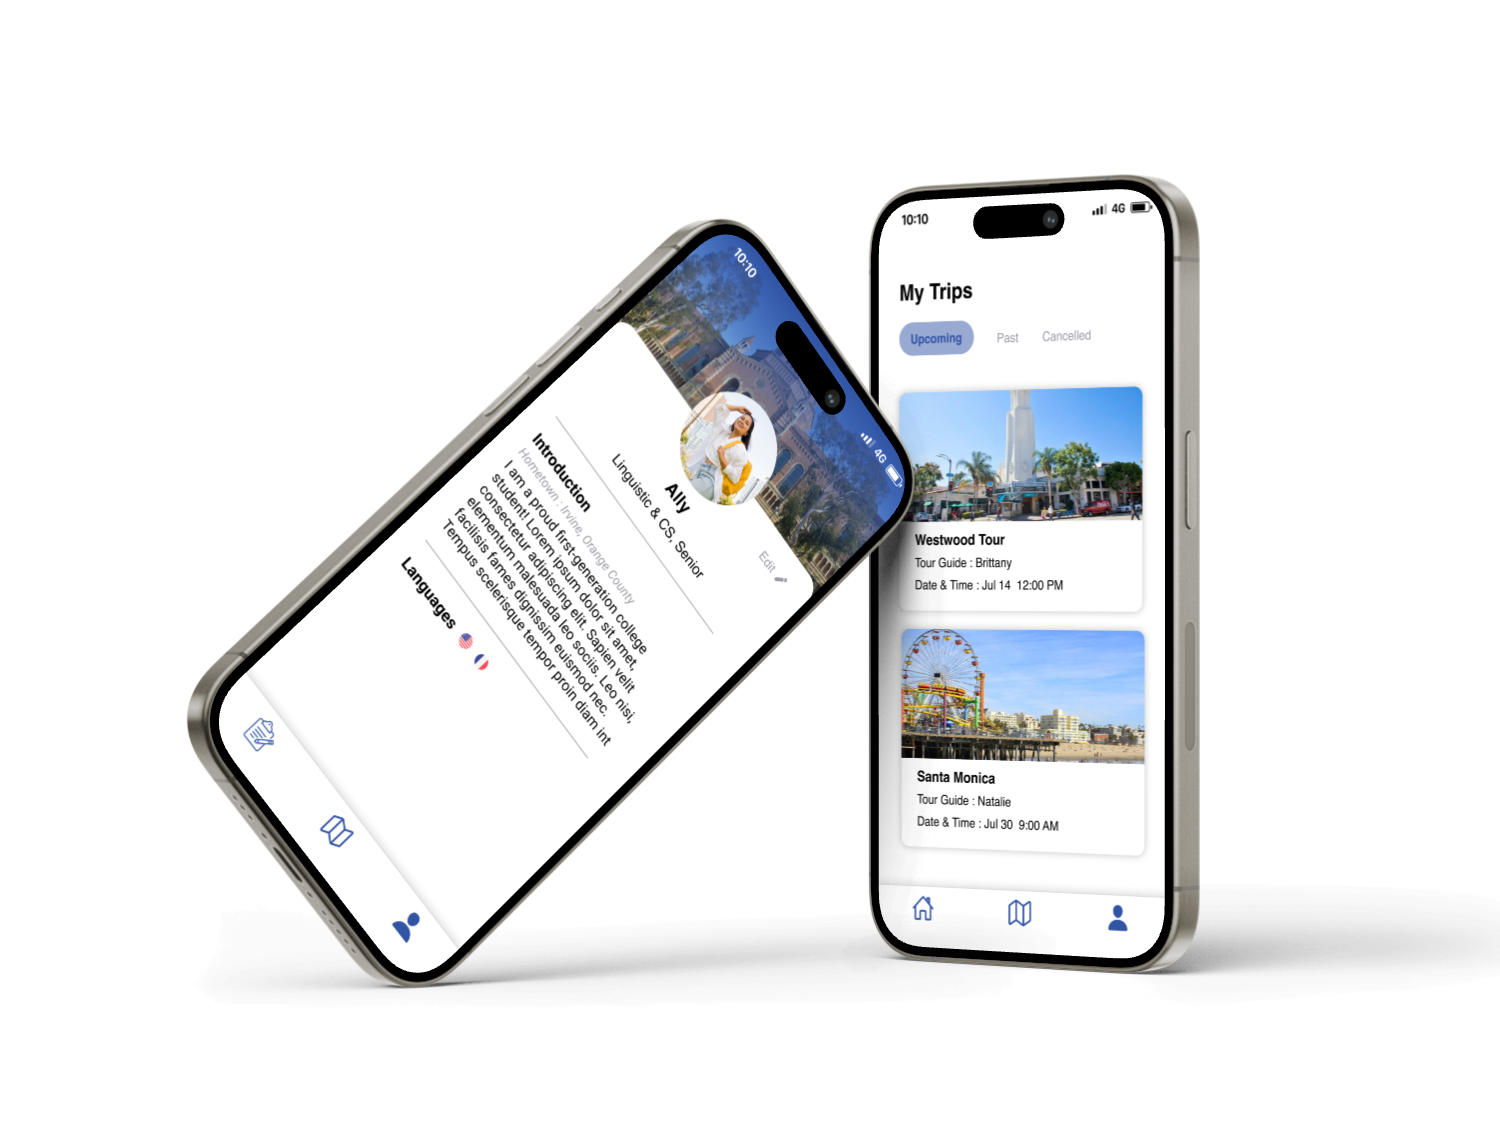 10:10
4G
Edit
Ally
Linguistic & CS, Senior
Introduction
Hometown : Irvine, Orange County
I am a proud first-generation college
student! Lorem ipsum dolor sit amet,
consectetur adipiscing elit. Sapien velit
elementum malesuada leo sociis. Leo nisi,
facilisis fames dignissim euismod nec.
Tempus scelerisque tempor proin diam int
Languages
10:10
4G
My Trips
Upcoming
Past
Cancelled
Westwood Tour
Tour Guide : Brittany
Date & Time : Jul 14 12:00 PM
Santa Monica
Tour Guide : Natalie
Date & Time : Jul 30 9:00 AM